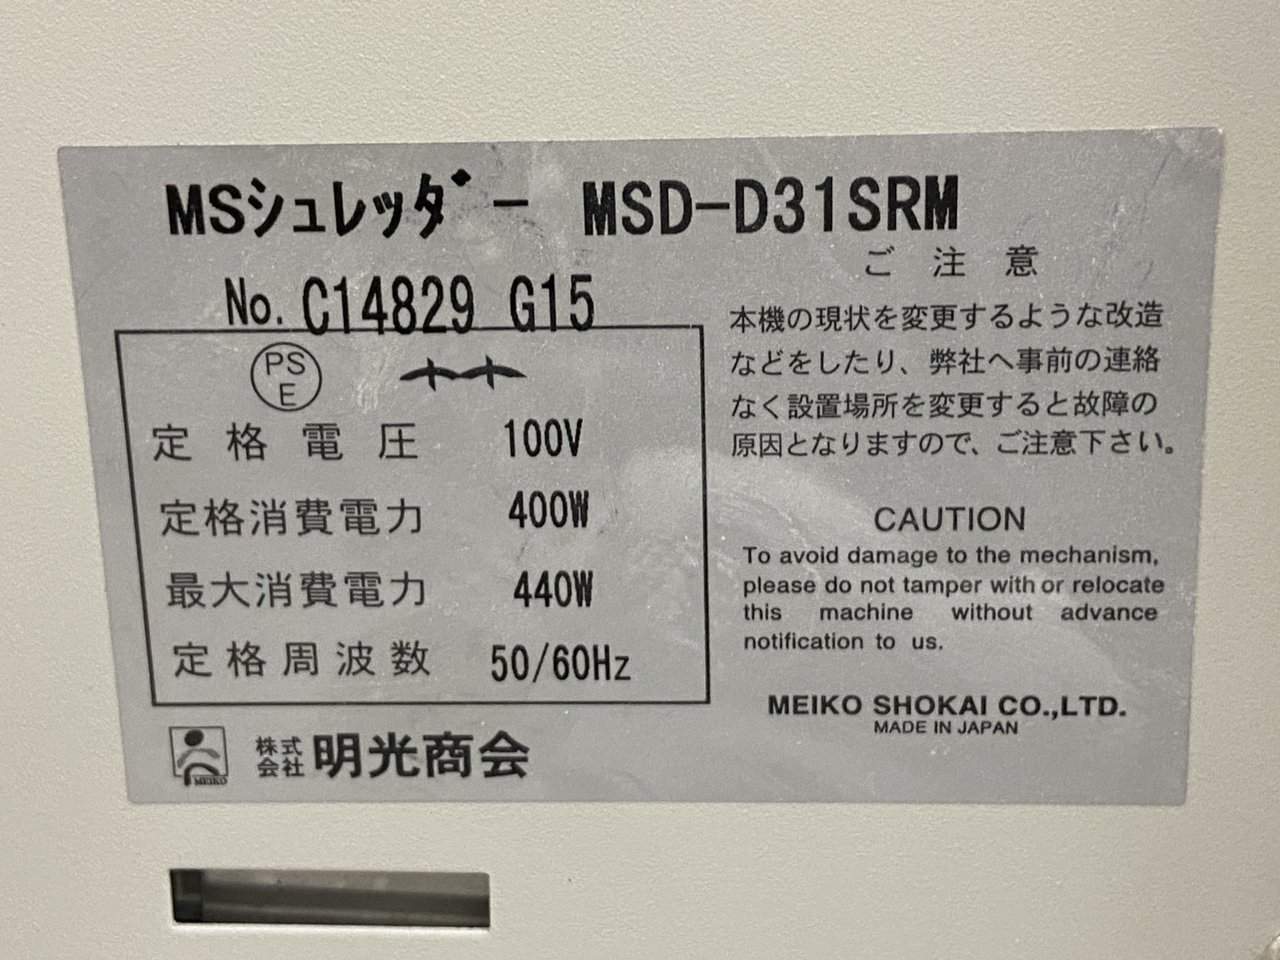 MSシュレッダー MSD-D31SRM
No. C14829 G15
PS
E
定格電圧 100V
定格消費電力 400W
最大消費電力 440W
定格周波数 50/60Hz
MEIKO
株式
会社 明光商会
ご注意
本機の現状を変更するような改造
などをしたり、弊社へ事前の連絡
なく設置場所を変更すると故障の
原因となりますので、ご注意下さい。
CAUTION
To avoid damage to the mechanism,
please do not tamper with or relocate
this machine without advance
notification to us.
MEIKO SHOKAI CO.,LTD.
MADE IN JAPAN